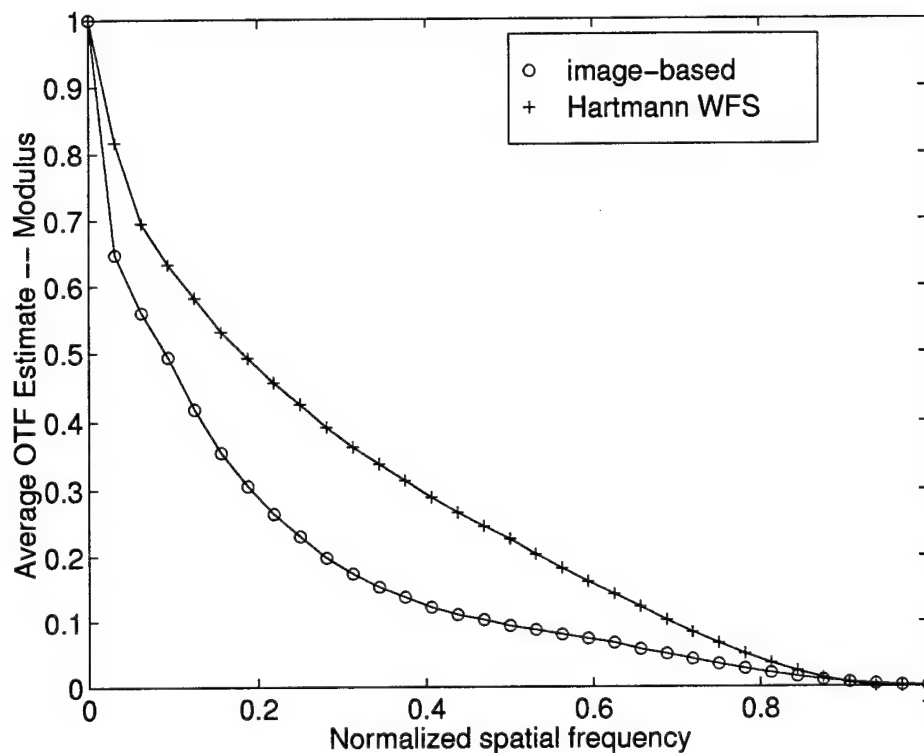 1
0.9
0.8
0.7
0.6
0.5
0.4
0.3
0.2
0.1
0
Average OTF Estimate –– Modulus
image–based
Hartmann WFS
0 0.2 0.4 0.6 0.8
Normalized spatial frequency